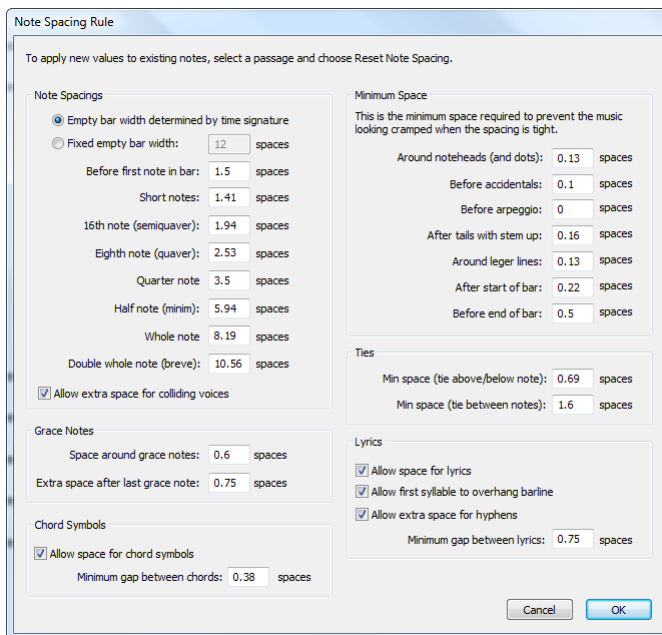 Note Spacing Rule
To apply new values to existing notes, select a passage and choose Reset Note Spacing.
Note Spacings
Empty bar width determined by time signature
Fixed empty bar width: 12 spaces
Before first note in bar: 1.5 spaces
Short notes: 1.41 spaces
16th note (semiquaver): 1.94 spaces
Eighth note (quaver): 2.53 spaces
Quarter note 3.5 spaces
Half note (minim): 5.94 spaces
Whole note 8.19 spaces
Double whole note (breve): 10.56 spaces
Allow extra space for colliding voices
Grace Notes
Space around grace notes: 0.6 spaces
Extra space after last grace note: 0.75 spaces
Chord Symbols
Allow space for chord symbols
Minimum gap between chords: 0.38 spaces
Minimum Space
This is the minimum space required to prevent the music
looking cramped when the spacing is tight.
Around noteheads (and dots): 0.13 spaces
Before accidentals: 0.1 spaces
Before arpeggio: 0 spaces
After tails with stem up: 0.16 spaces
Around leger lines: 0.13 spaces
After start of bar: 0.22 spaces
Before end of bar: 0.5 spaces
Ties
Min space (tie above/below note): 0.69 spaces
Min space (tie between notes): 1.6 spaces
Lyrics
Allow space for lyrics
Allow first syllable to overhang barline
Allow extra space for hyphens
Minimum gap between lyrics: 0.75 spaces
Cancel OK